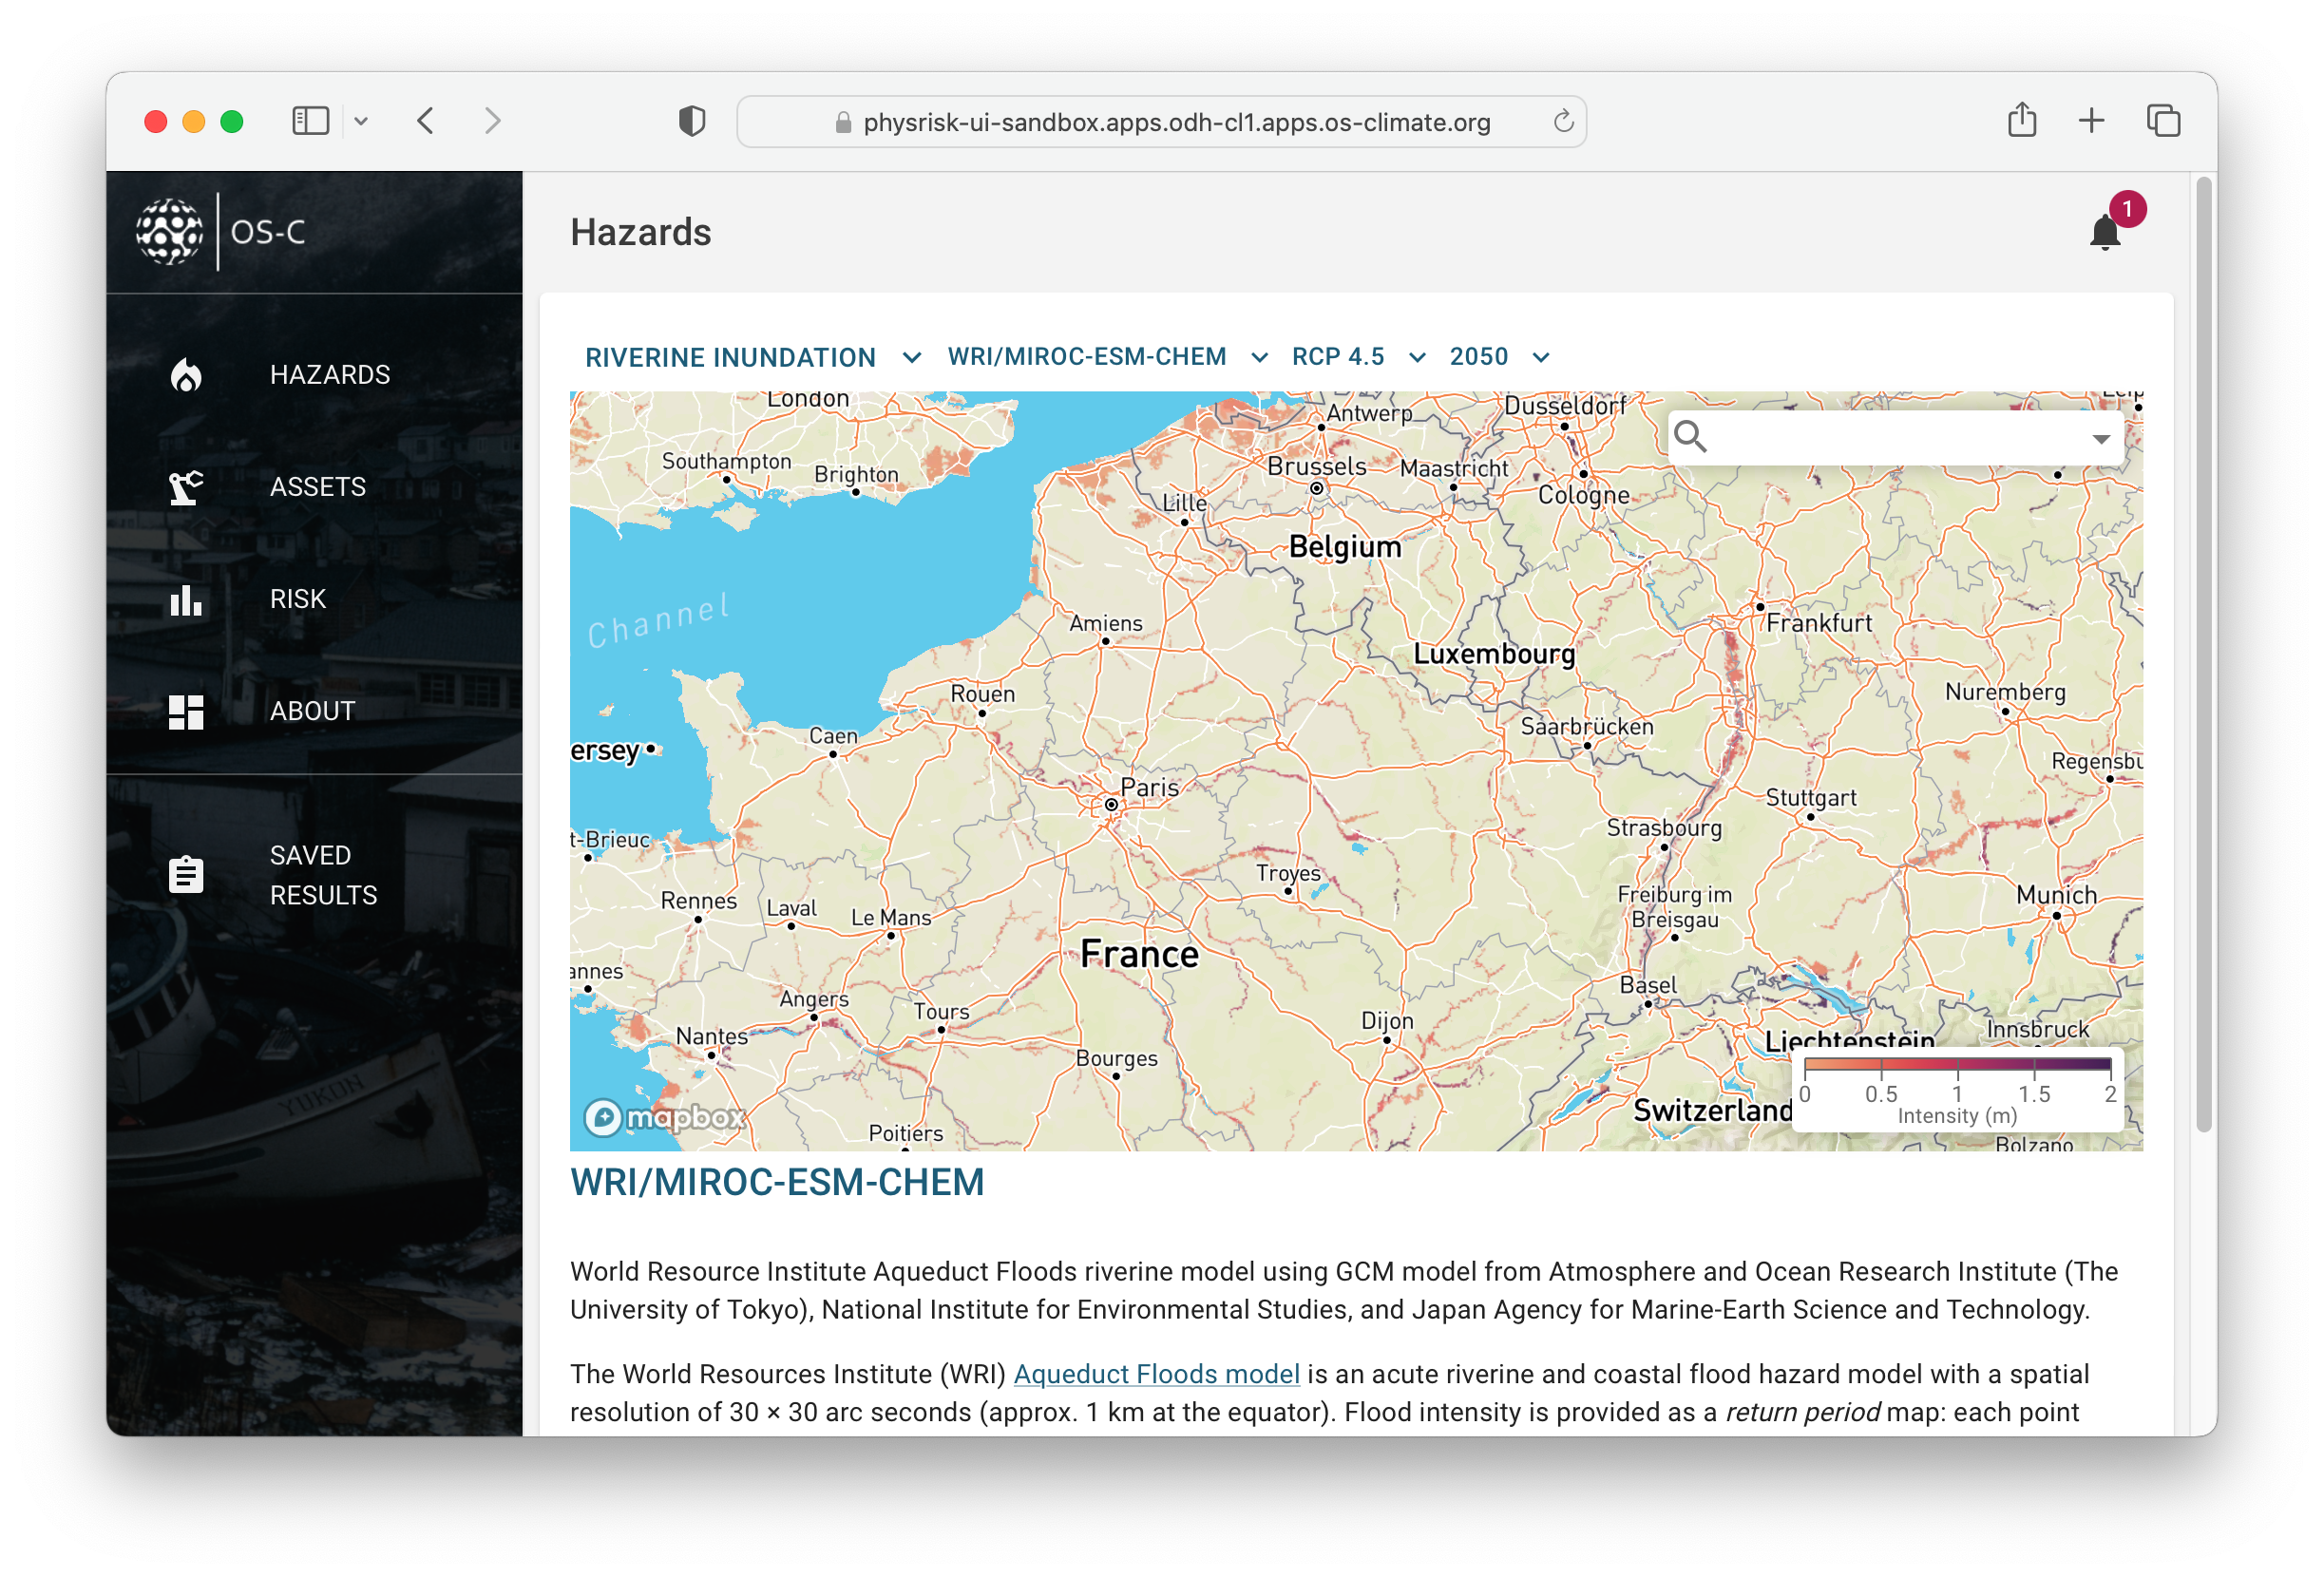 physrisk-ui-sandbox.apps.odh-cl1.apps.os-climate.org
OS-C
Hazards
1
HAZARDS
ASSETS
RISK
ABOUT
SAVED
RESULTS
YUKON
RIVERINE INUNDATION
WRI/MIROC-ESM-CHEM
RCP 4.5
2050
London
Antwerp
Dusseldorf
Southampton
Brighton
Brussels
Maastricht
Cologne
Lille
Belgium
Channel
Amiens
Frankfurt
Luxembourg
Rouen
Nuremberg
Caen
Saarbrücken
ersey
Regensbu
Paris
Stuttgart
t-Brieuc
Strasbourg
Troyes
Rennes
Laval
Le Mans
Freiburg im
Breisgau
Munich
France
annes
Angers
Tours
Basel
Nantes
Dijon
Innsbruck
Liechtenstein
Bourges
Switzerland
mapbox
Poitiers
Bolzano
0 0.5 1 1.5 2
Intensity (m)
WRI/MIROC-ESM-CHEM
World Resource Institute Aqueduct Floods riverine model using GCM model from Atmosphere and Ocean Research Institute (The
University of Tokyo), National Institute for Environmental Studies, and Japan Agency for Marine-Earth Science and Technology.
The World Resources Institute (WRI) Aqueduct Floods model is an acute riverine and coastal flood hazard model with a spatial
resolution of 30 × 30 arc seconds (approx. 1 km at the equator). Flood intensity is provided as a return period map: each point